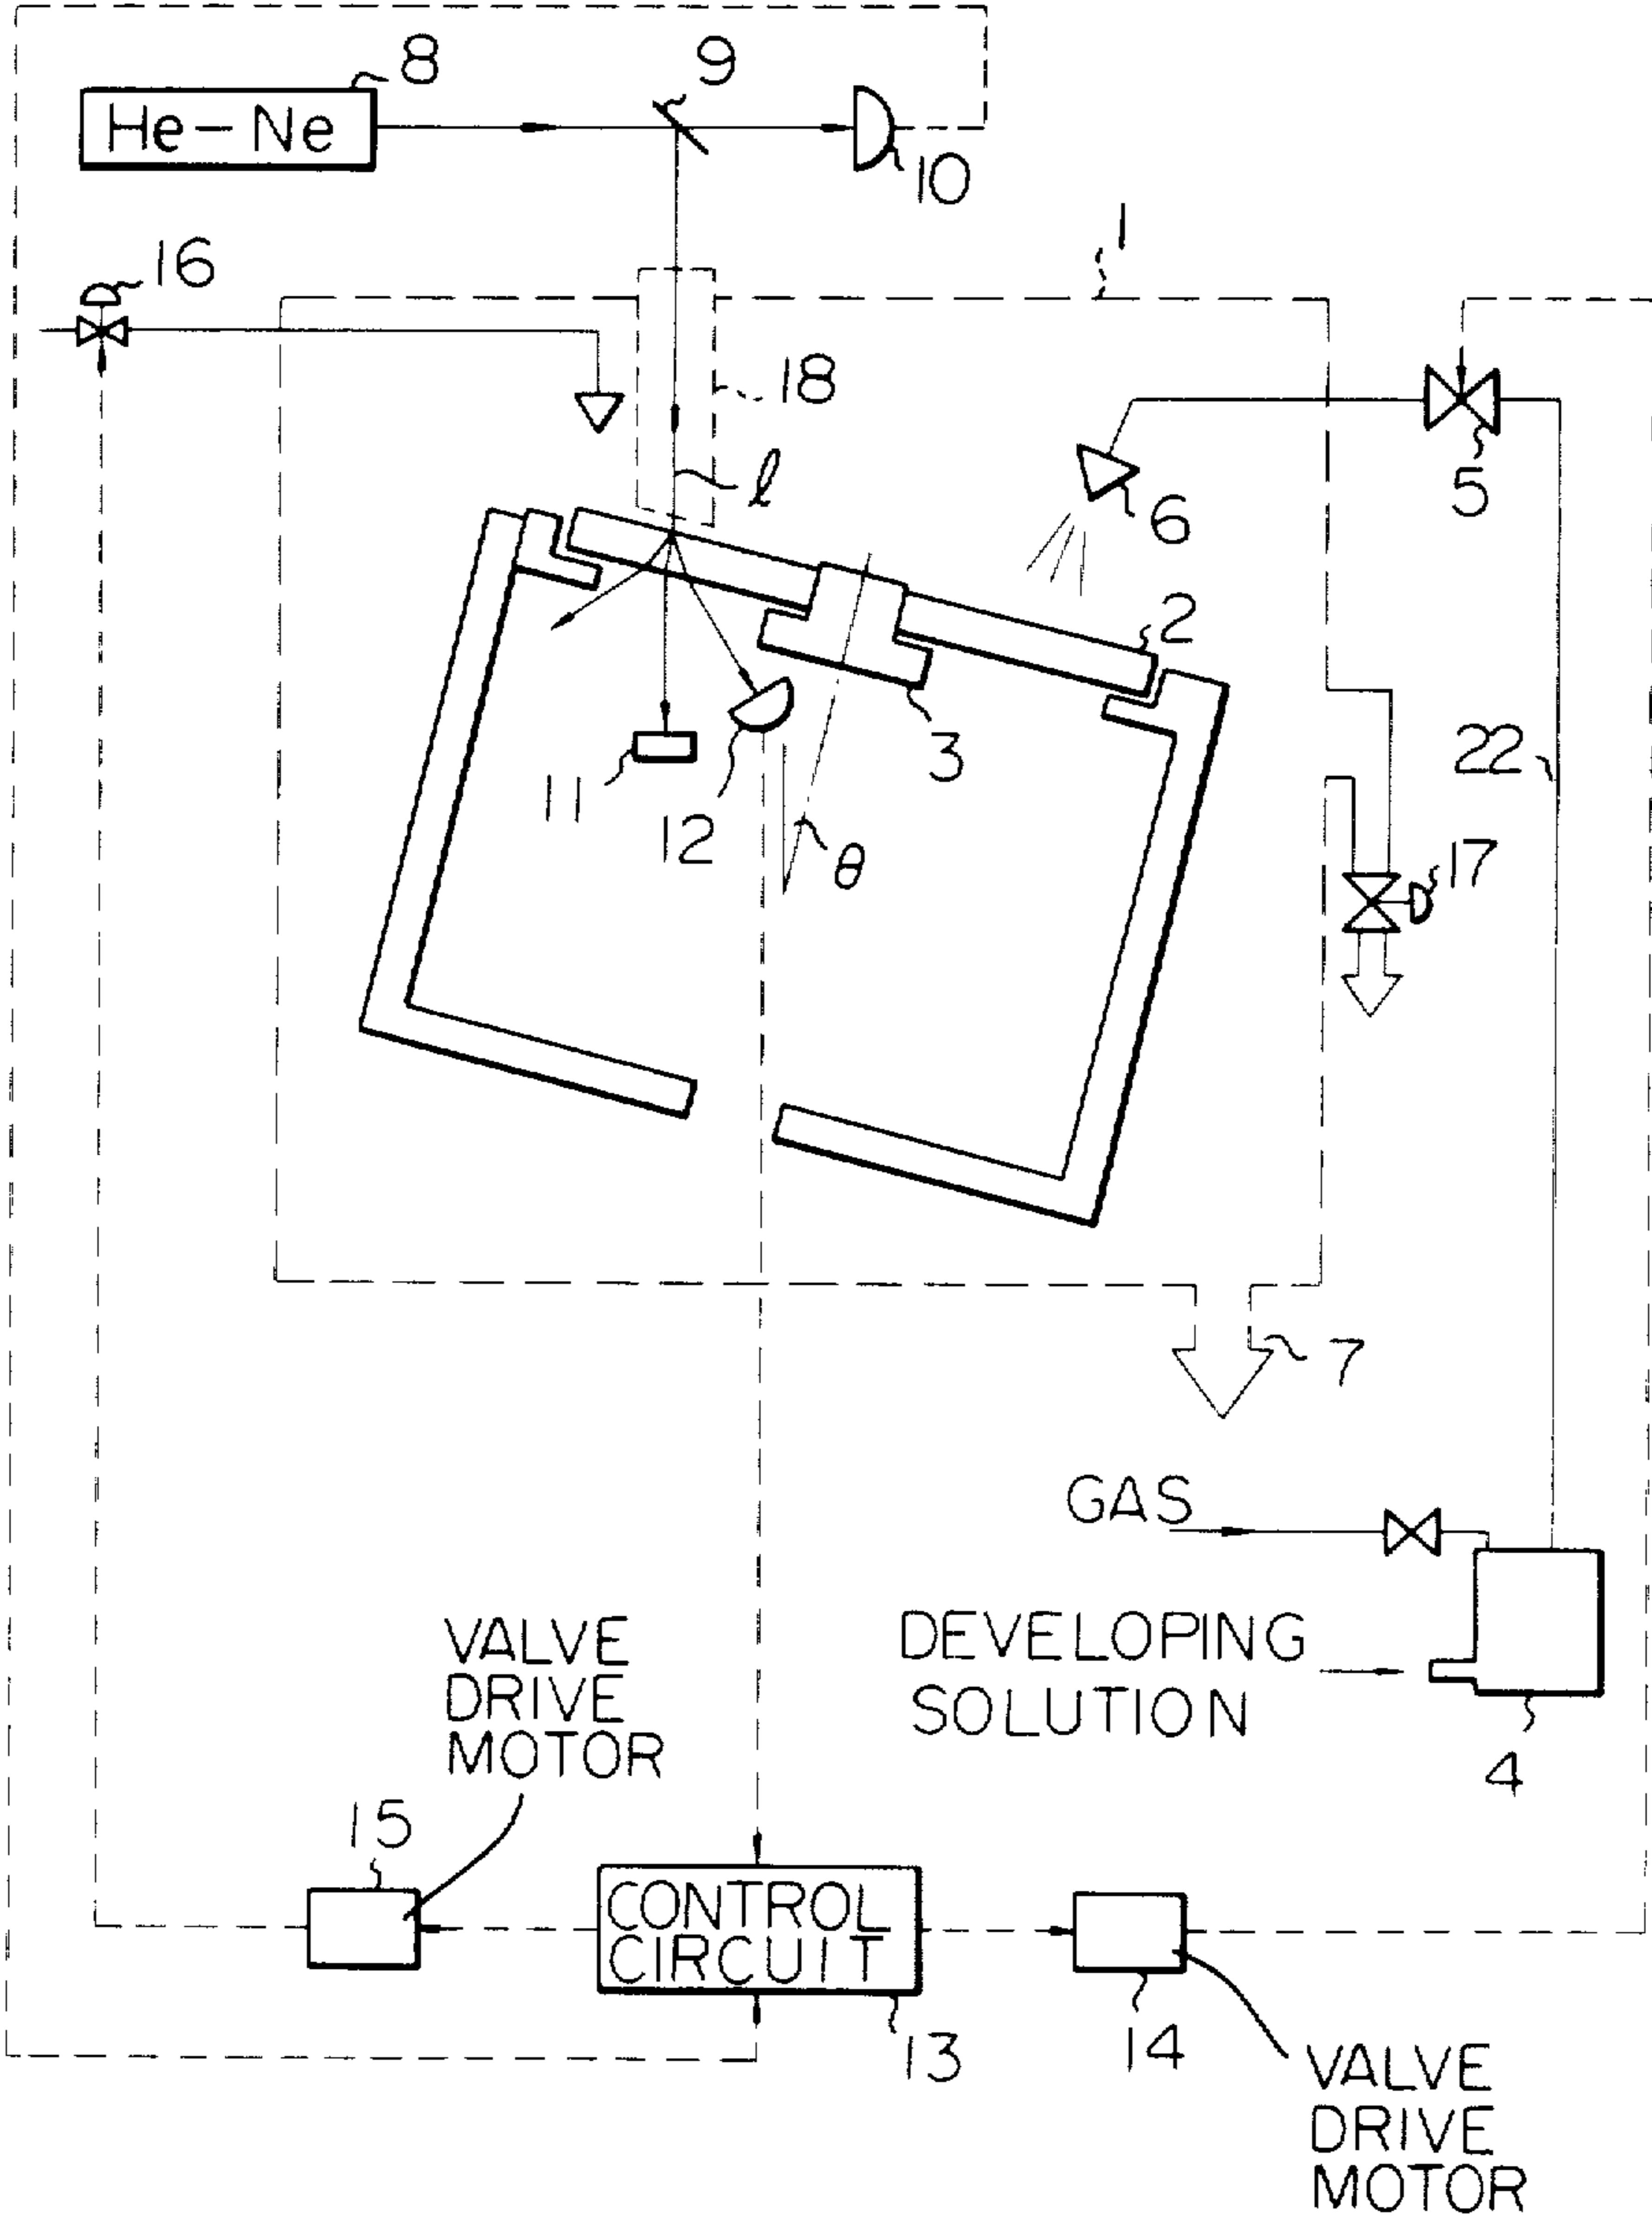 8
9
He-Ne
10
1
16
18
5
l
6
2
3
22
11
12
θ
17
7
GAS
DEVELOPING
SOLUTION
4
VALVE
DRIVE
MOTOR
15
CONTROL
CIRCUIT
13
14
VALVE
DRIVE
MOTOR